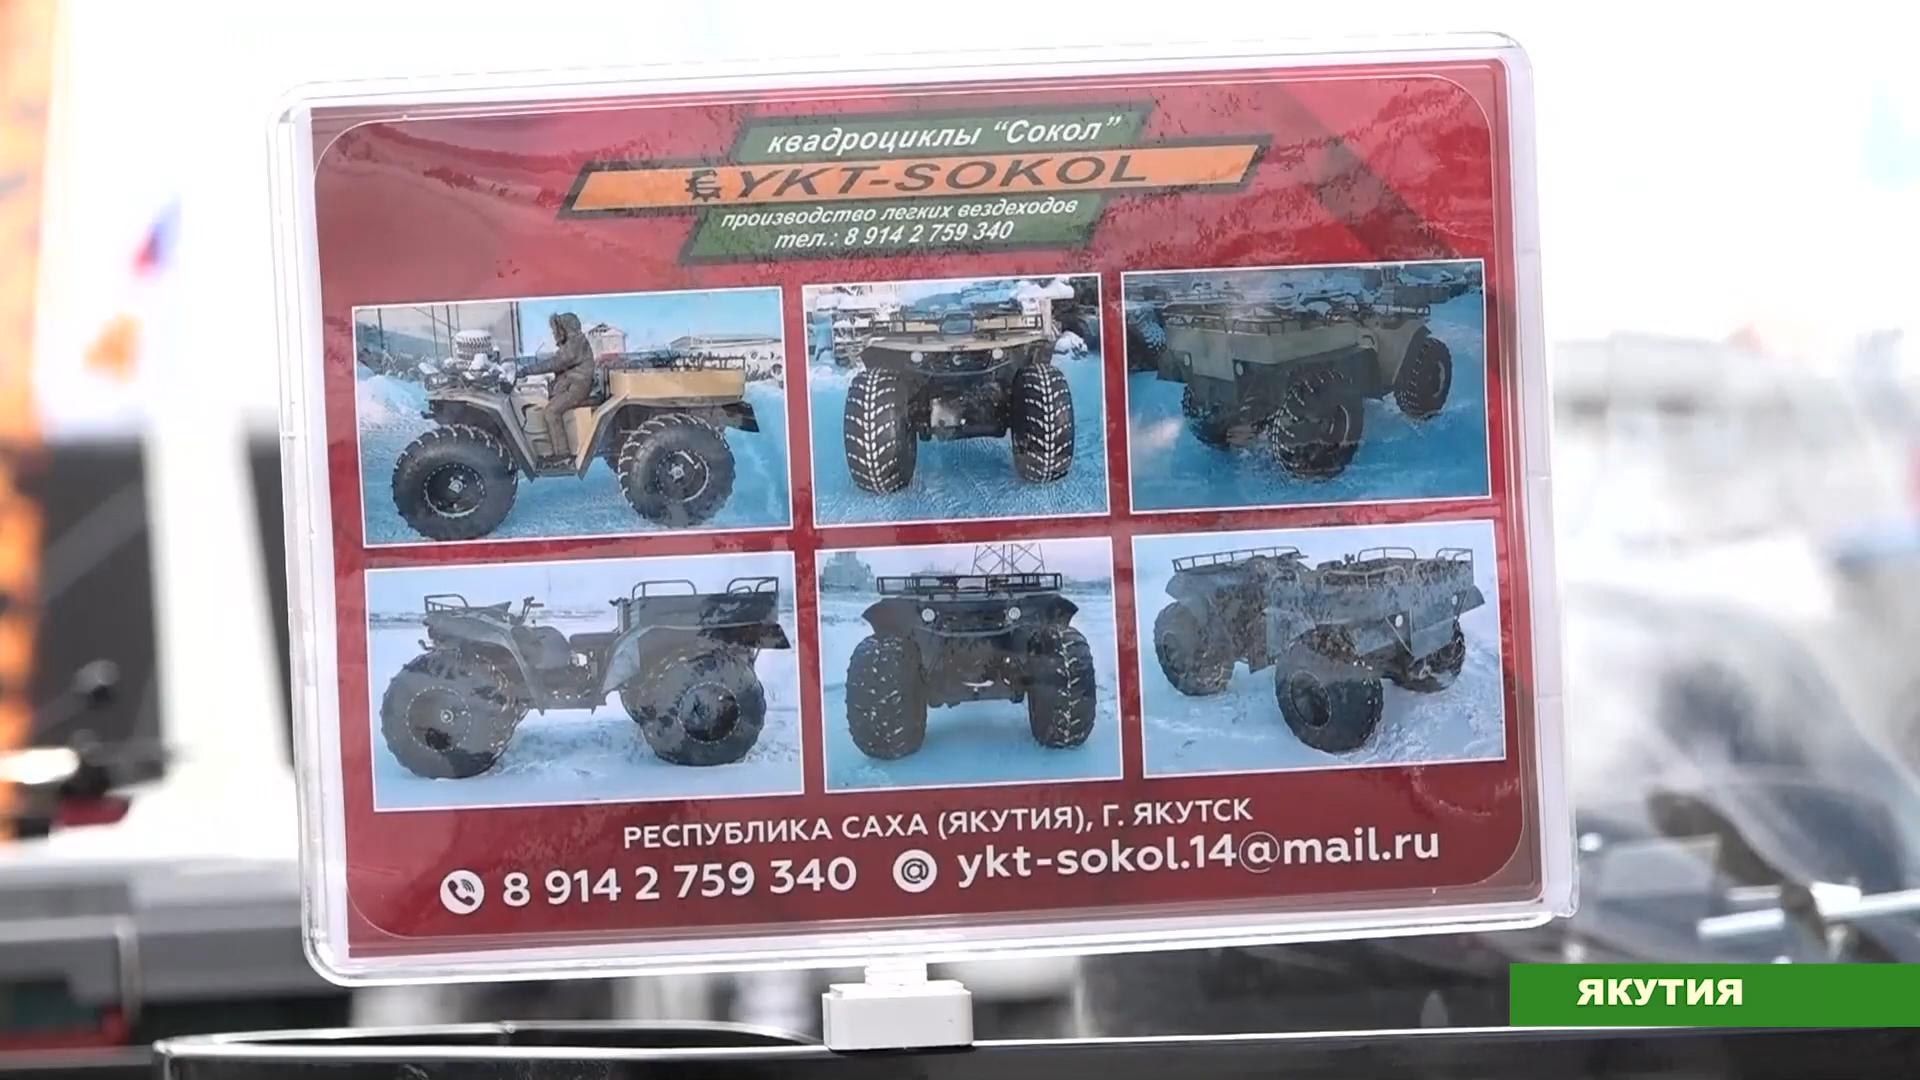 квадроциклы “Сокол”
YKT-SOKOL
производство легких вездеходов
тел.: 8 914 2 759 340
РЕСПУБЛИКА САХА (ЯКУТИЯ), Г. ЯКУТСК
8 914 2 759 340 @ ykt-sokol.14@mail.ru
ЯКУТИЯ